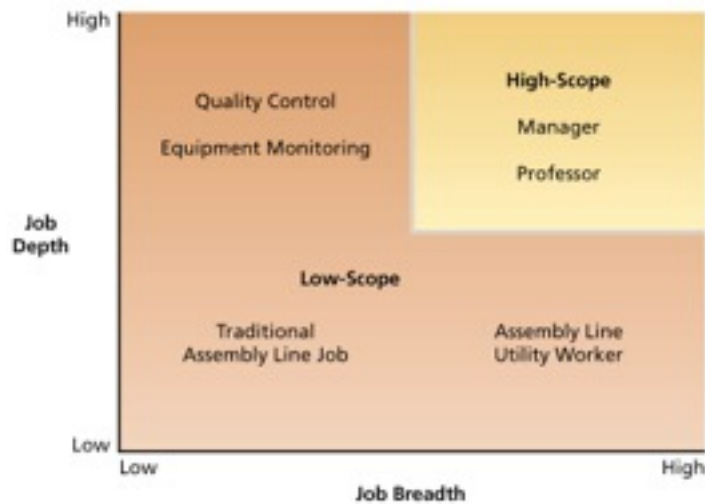 High
Quality Control
Equipment Monitoring
High-Scope
Manager
Professor
Job
Depth
Low-Scope
Traditional
Assembly Line Job
Assembly Line
Utility Worker
Low
Low
High
Job Breadth